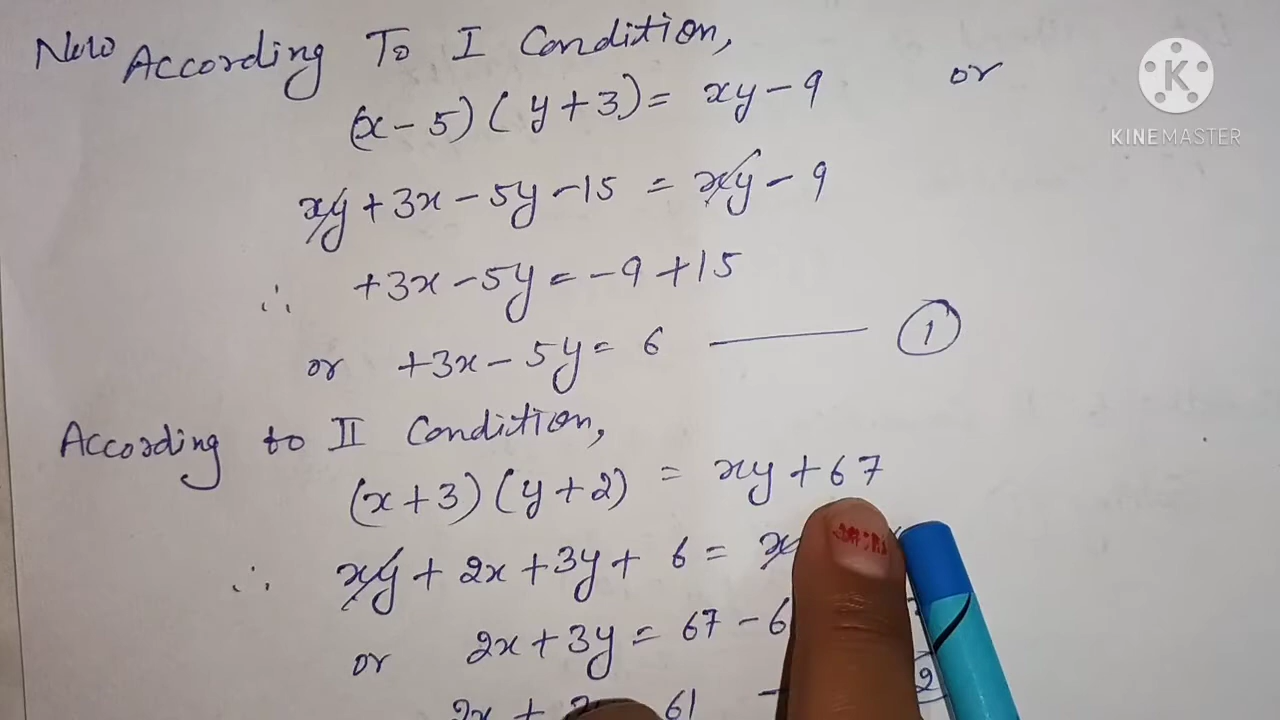 Now According To I Condition,
(x - 5) ( y + 3 ) = xy - 9 or
xy + 3x - 5y - 15 = xy - 9
∴ +3x - 5y = -9 + 15
or +3x - 5y = 6 —— 1
According to II Condition,
(x + 3) (y + 2) = xy + 67
∴ xy + 2x + 3y + 6 =
or 2x + 3y = 67 - 6
2x + 61 — 2
K
KINEMASTER